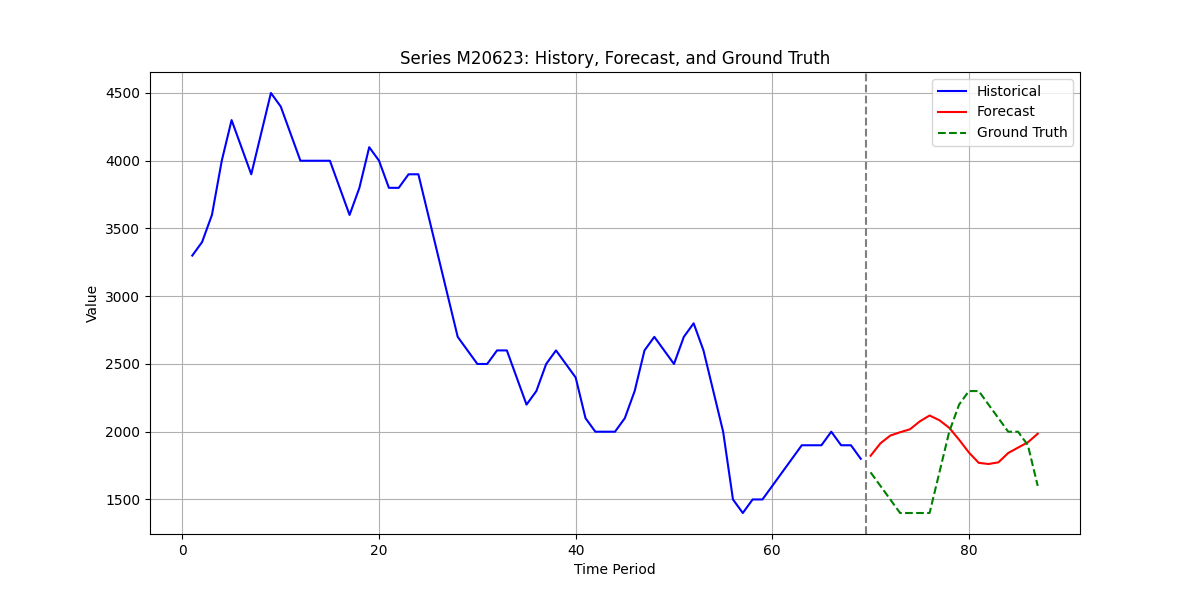 Series M20623: History, Forecast, and Ground Truth
Historical
Forecast
Ground Truth
4500
4000
3500
3000
2500
2000
1500
Value
0 20 40 60 80
Time Period